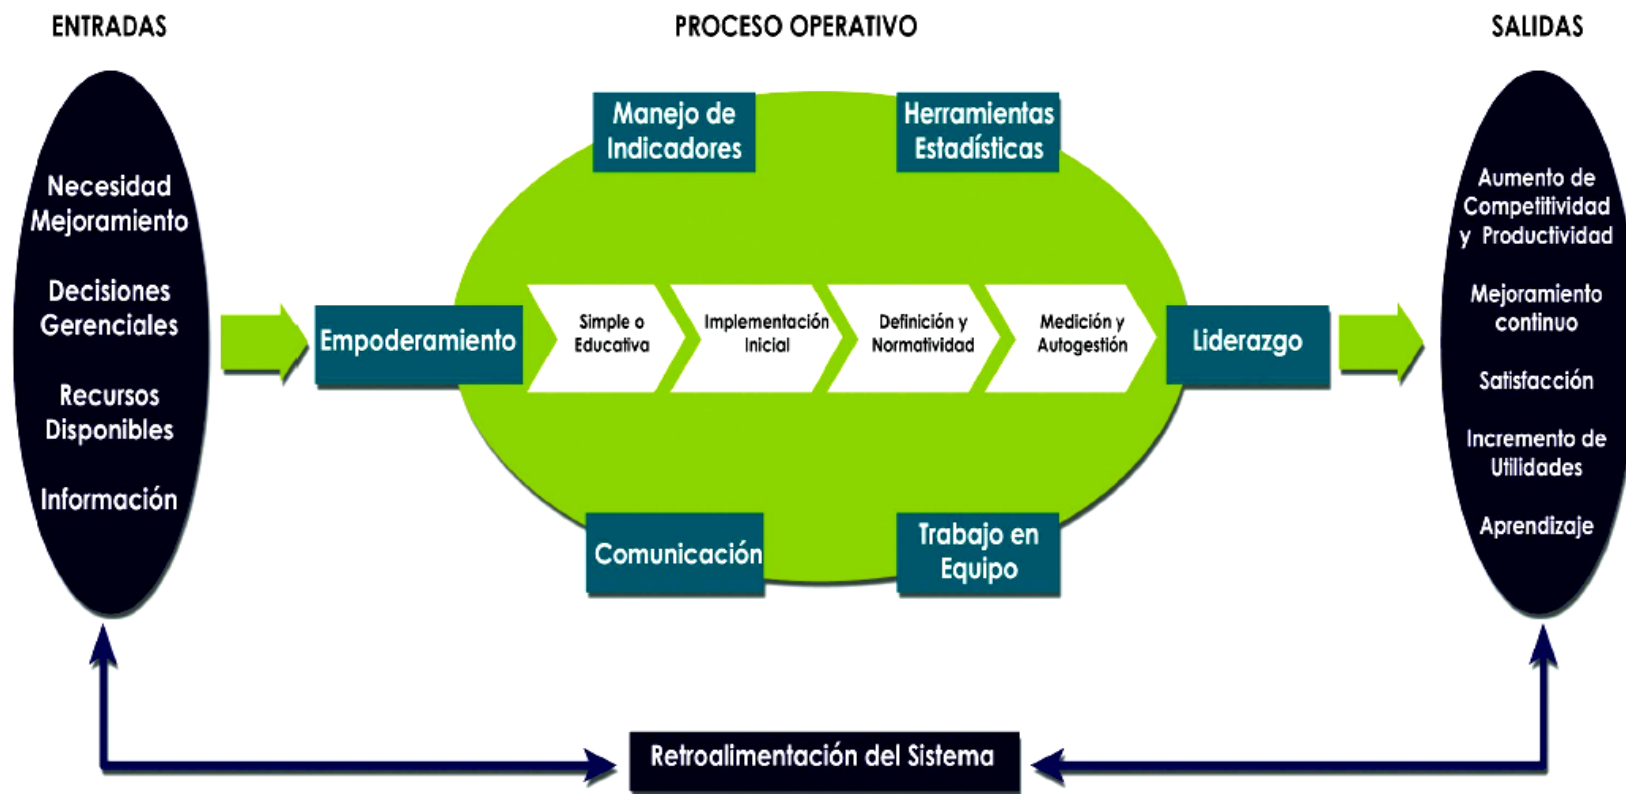 ENTRADAS
PROCESO OPERATIVO
SALIDAS
Necesidad
Mejoramiento
Decisiones
Gerenciales
Recursos
Disponibles
Información
Manejo de
Indicadores
Herramientas
Estadísticas
Empoderamiento
Simple o
Educativa
Implementación
Inicial
Definición y
Normatividad
Medición y
Autogestión
Liderazgo
Comunicación
Trabajo en
Equipo
Aumento de
Competitividad
y Productividad
Mejoramiento
continuo
Satisfacción
Incremento de
Utilidades
Aprendizaje
Retroalimentación del Sistema